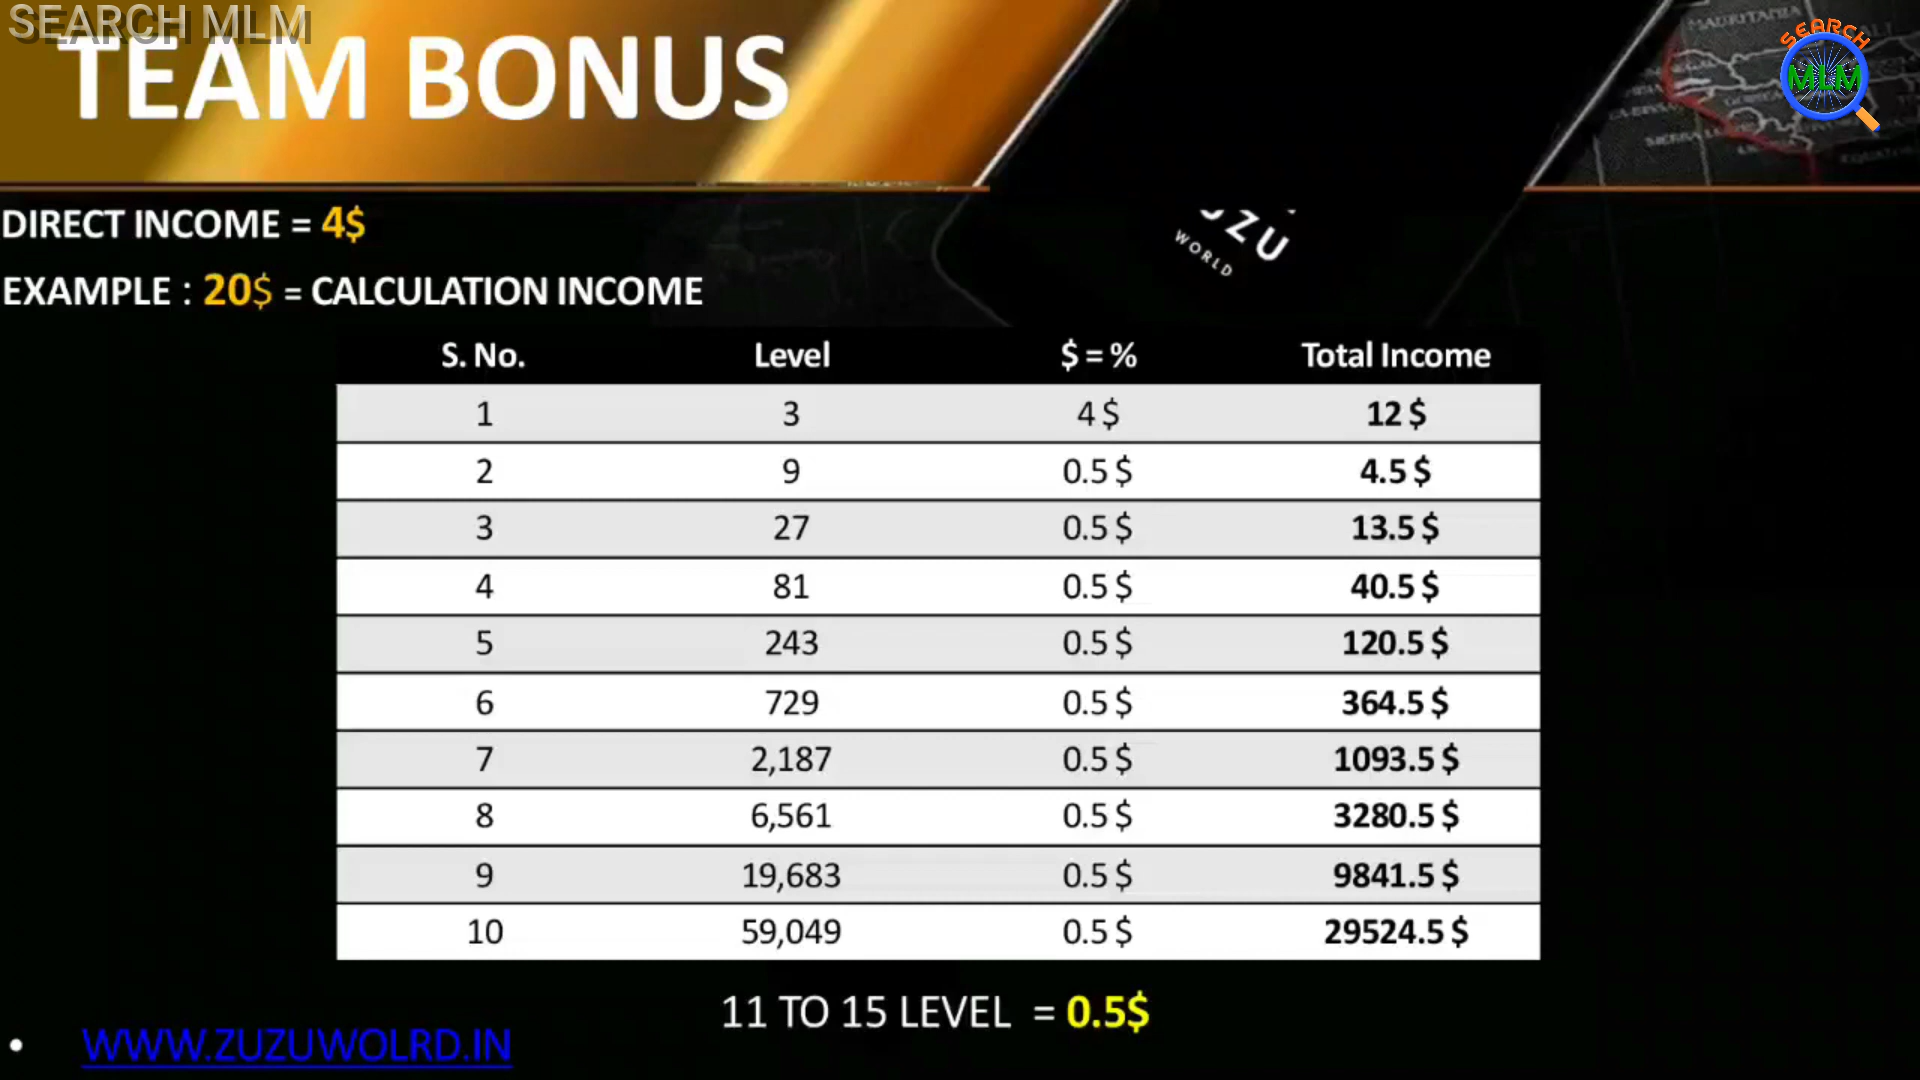 SEARCH MLM
TEAM BONUS
SEARCH
MLM
MAURITANIA
ZU
WORLD
DIRECT INCOME = 4$
EXAMPLE : 20$ = CALCULATION INCOME
S. No. Level $ = % Total Income
1 3 4 $ 12 $
2 9 0.5 $ 4.5 $
3 27 0.5 $ 13.5 $
4 81 0.5 $ 40.5 $
5 243 0.5 $ 120.5 $
6 729 0.5 $ 364.5 $
7 2,187 0.5 $ 1093.5 $
8 6,561 0.5 $ 3280.5 $
9 19,683 0.5 $ 9841.5 $
10 59,049 0.5 $ 29524.5 $
11 TO 15 LEVEL = 0.5$
• WWW.ZUZUWOLRD.IN